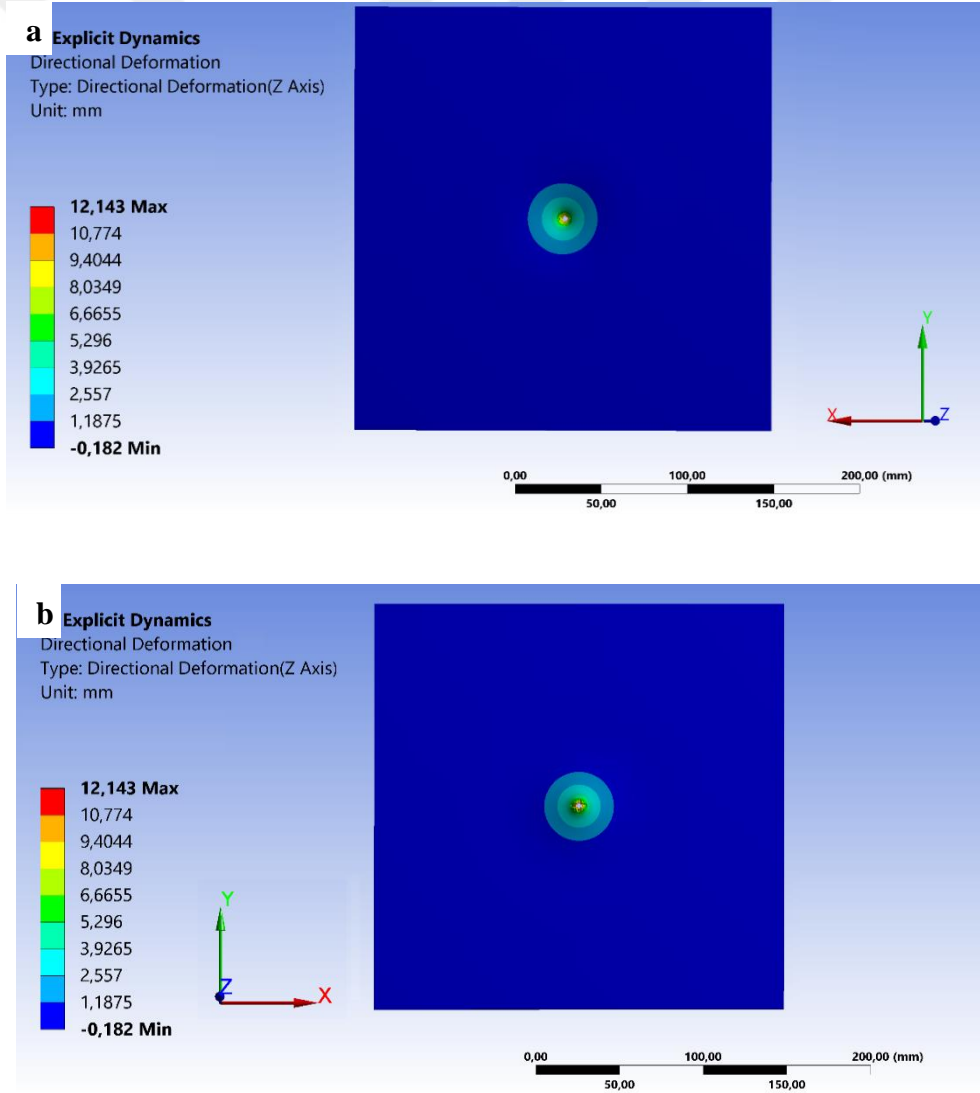 a
Explicit Dynamics
Directional Deformation
Type: Directional Deformation(Z Axis)
Unit: mm
12,143 Max
10,774
9,4044
8,0349
6,6655
5,296
3,9265
2,557
1,1875
-0,182 Min
Y
X
Z
0,00 100,00 200,00 (mm)
50,00 150,00
b
Explicit Dynamics
Directional Deformation
Type: Directional Deformation(Z Axis)
Unit: mm
12,143 Max
10,774
9,4044
8,0349
6,6655
5,296
3,9265
2,557
1,1875
-0,182 Min
Y
Z
X
0,00 100,00 200,00 (mm)
50,00 150,00